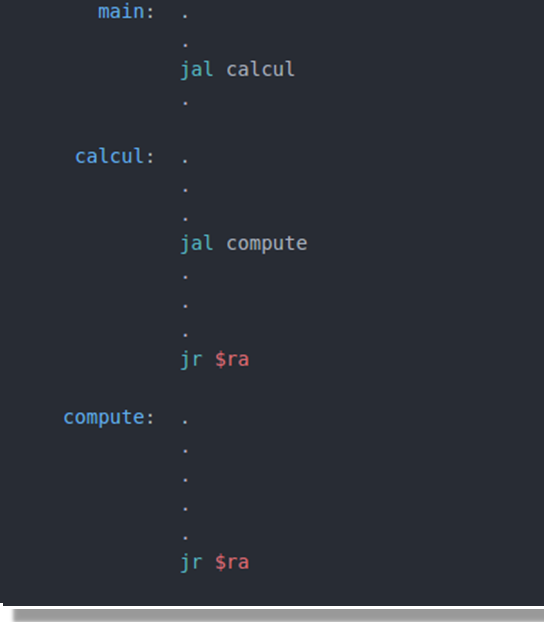 main: .
.
jal calcul
.
calcul: .
.
.
jal compute
.
.
.
jr $ra
compute: .
.
.
.
.
jr $ra